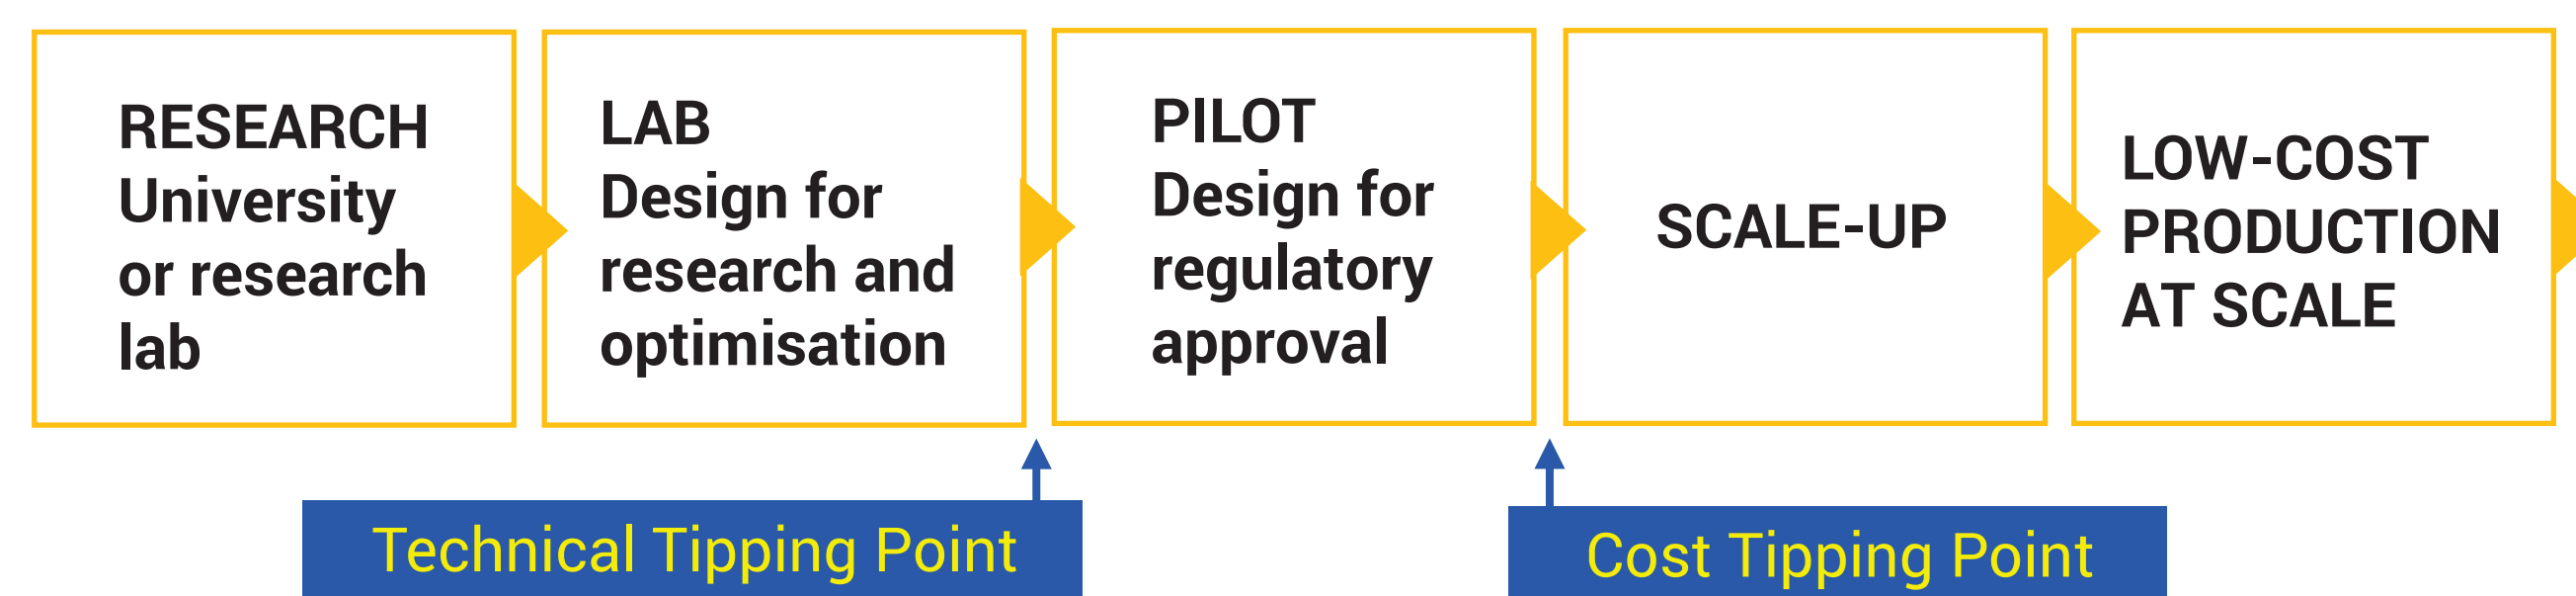 RESEARCH
University
or research
lab
LAB
Design for
research and
optimisation
PILOT
Design for
regulatory
approval
SCALE-UP
LOW-COST
PRODUCTION
AT SCALE
Technical Tipping Point
Cost Tipping Point